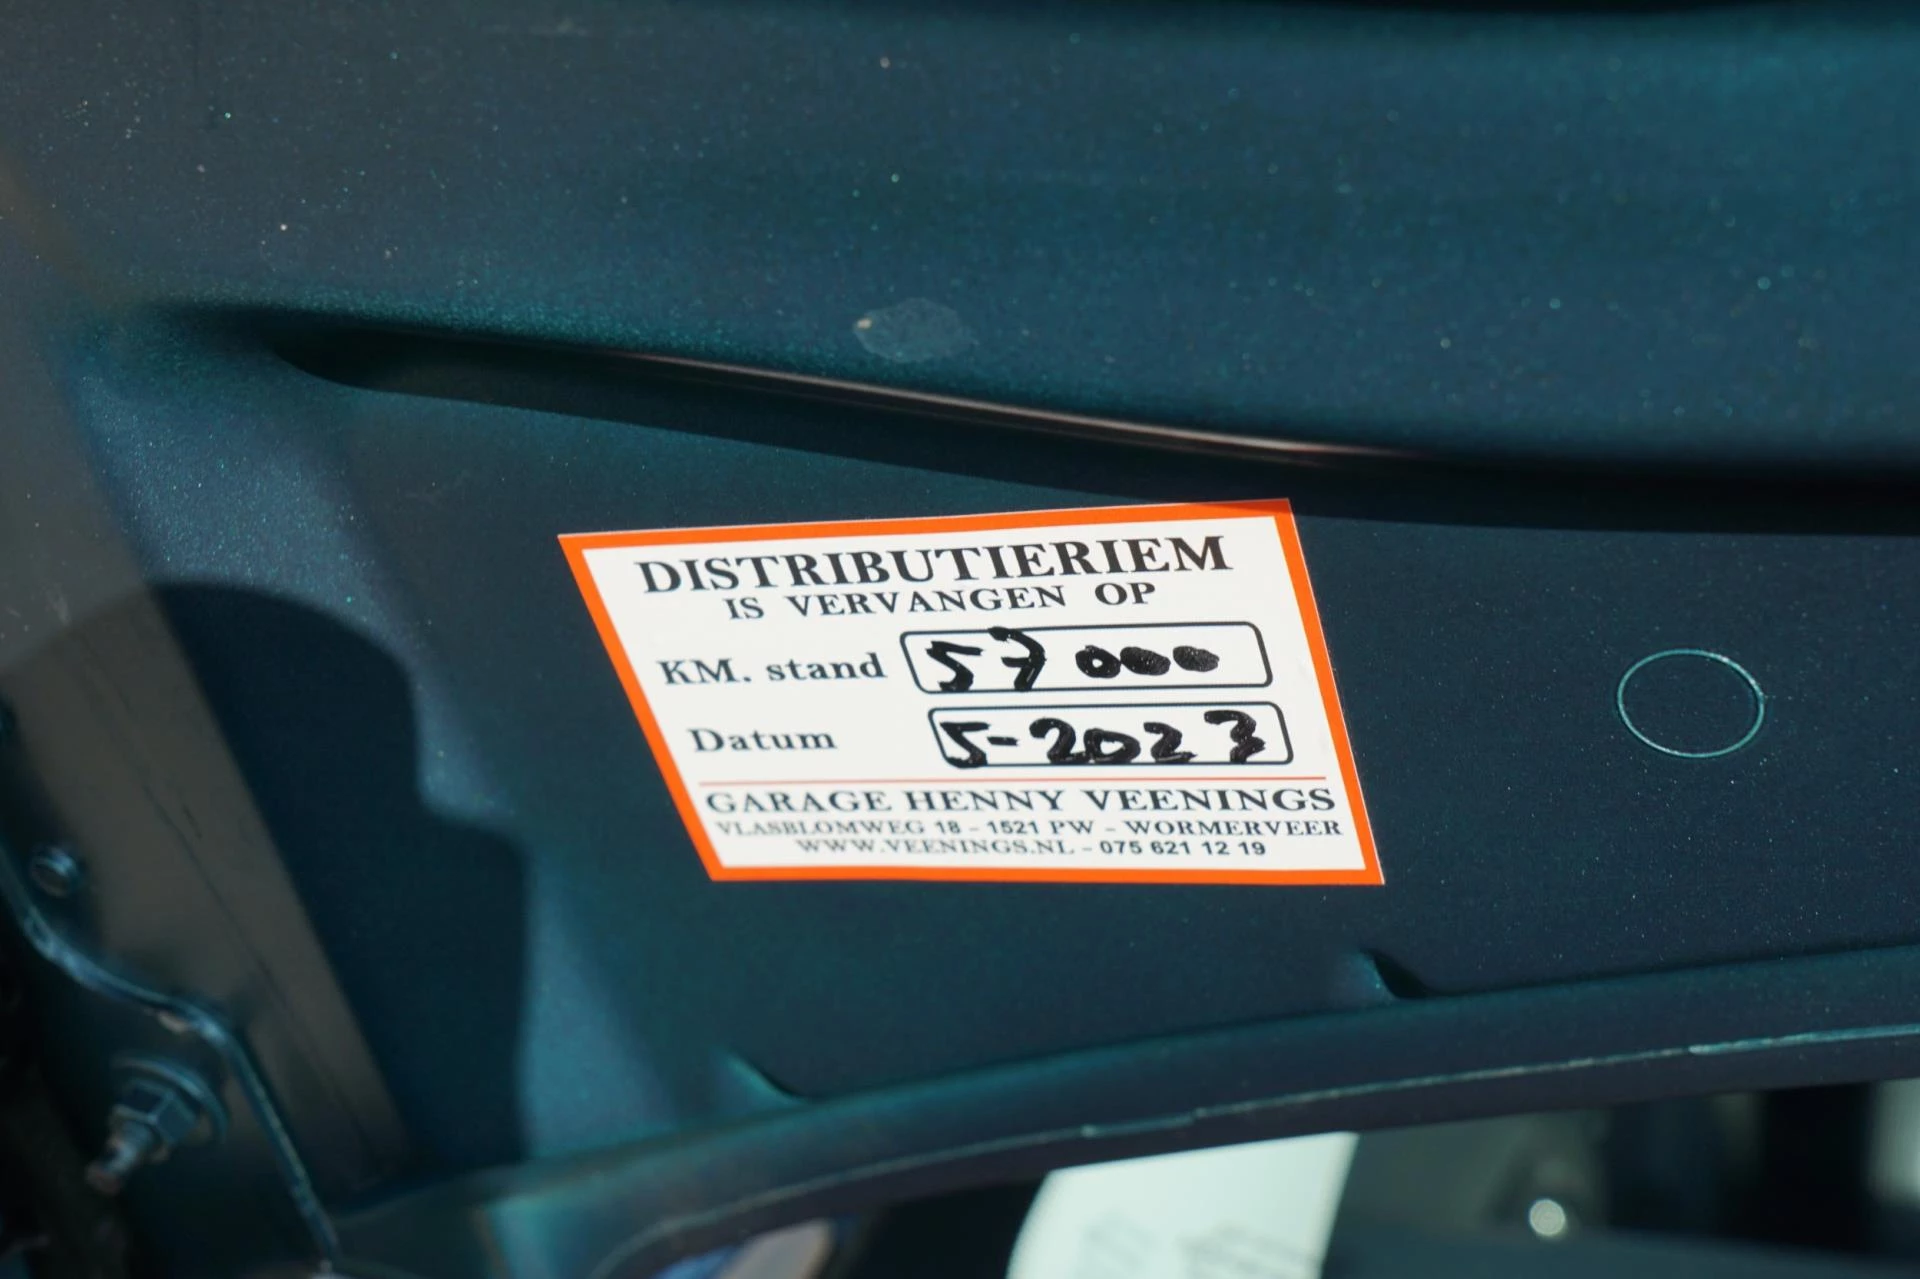 DISTRIBUTIERIEM
IS VERVANGEN OP
KM. stand 57000
Datum 5-2023
GARAGE HENNY VEENINGS
VLASBLOMWEG 18 - 1521 PW - WORMERVEER
WWW.VEENINGS.NL - 075 621 12 19